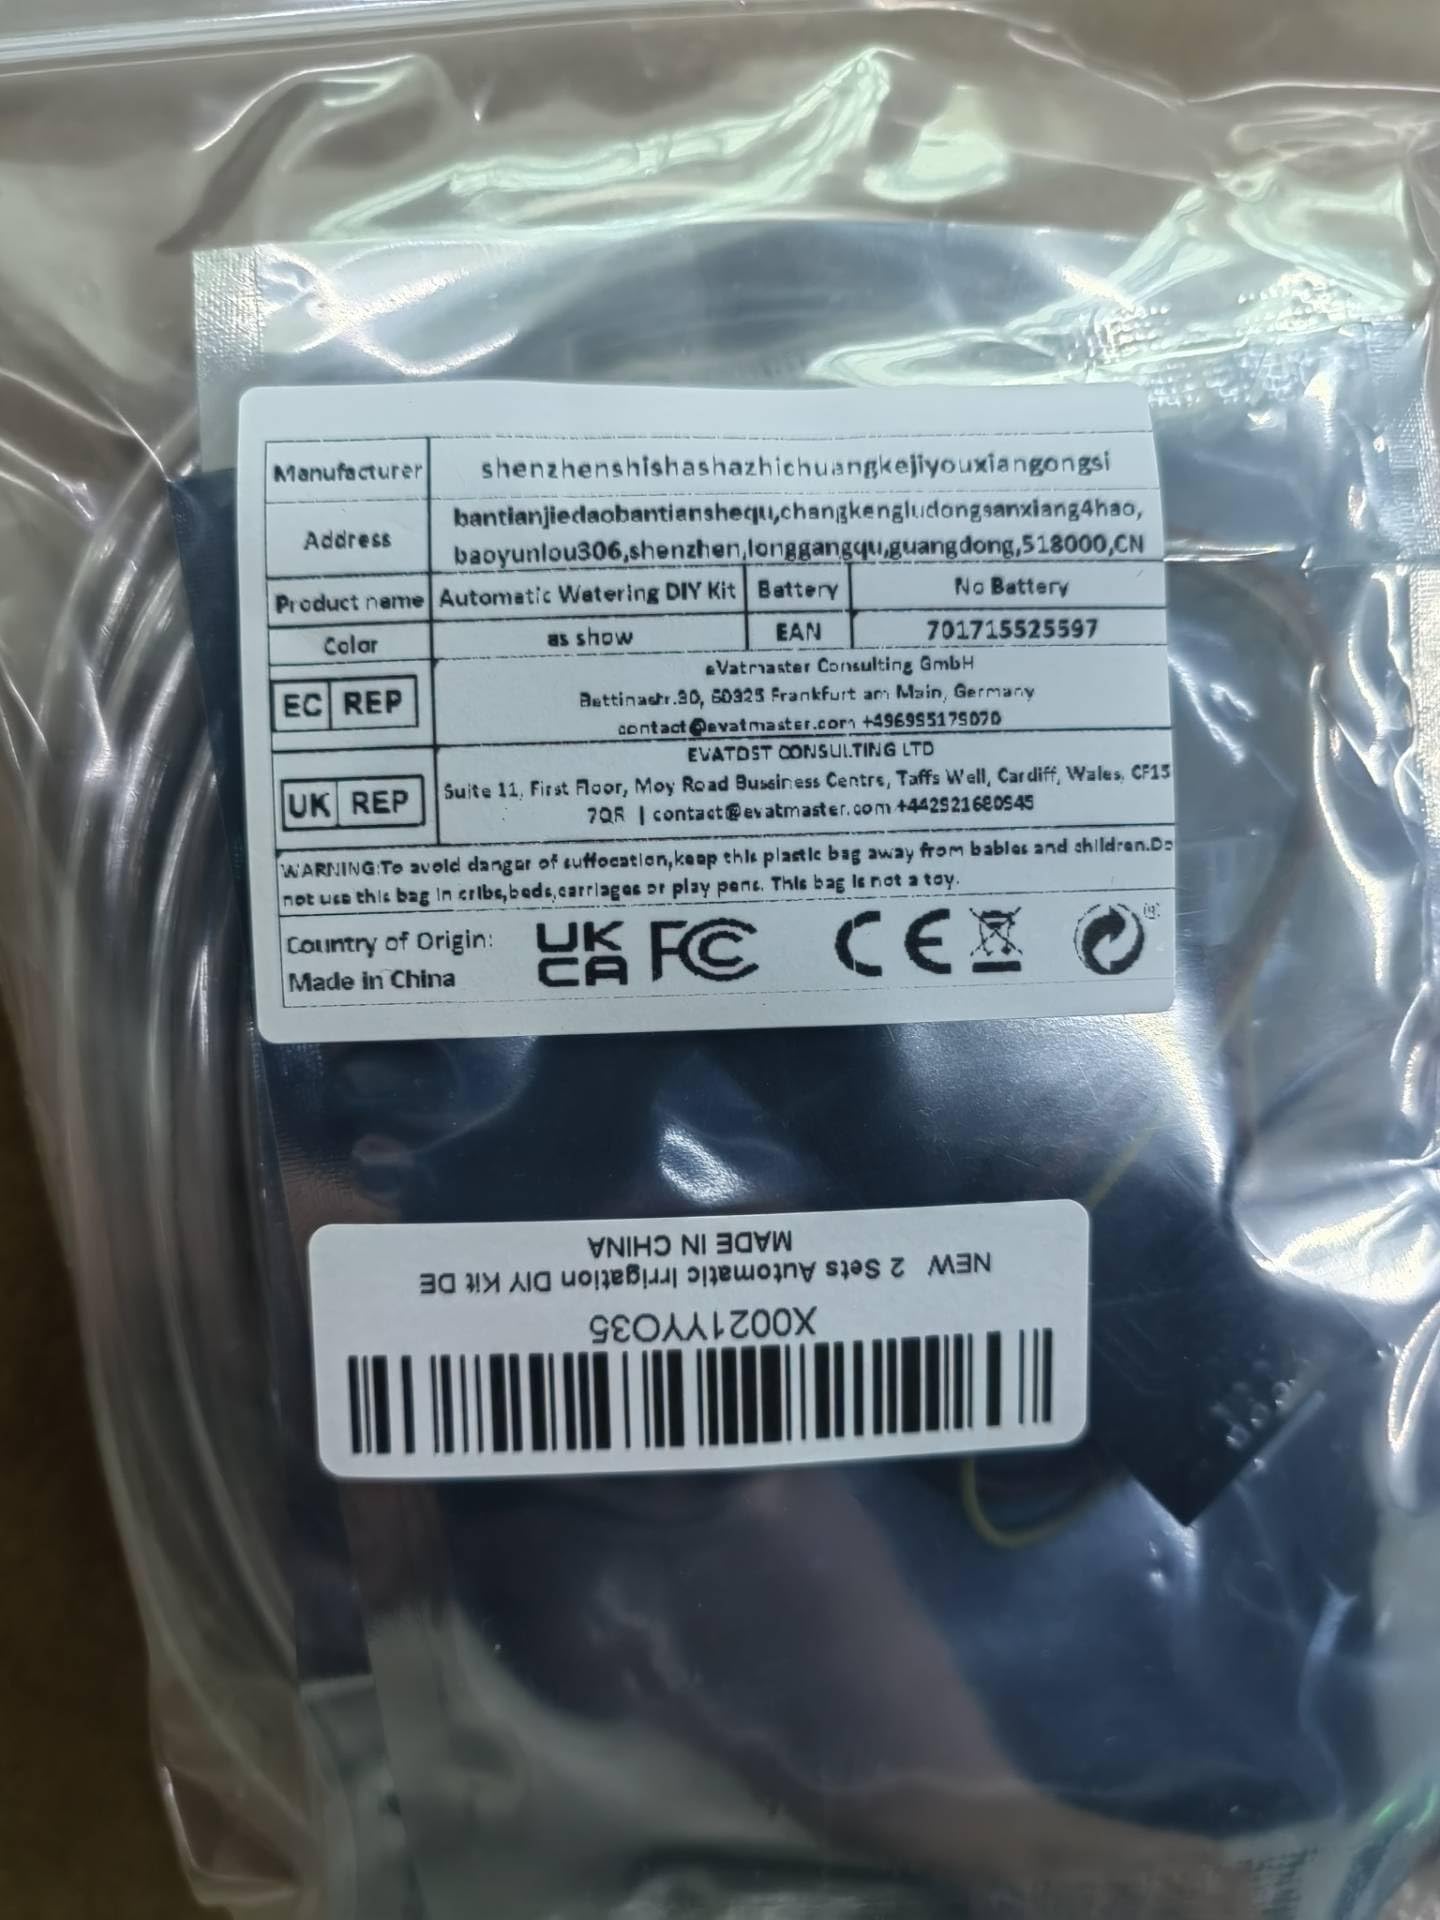 Manufacturer shenzhenshishashazhichuangkejiyouxiangongsi
Address bantianjiedaobantianshequ,changkengludongsanxiang4hao,
baoyunlou306,shenzhen,longgangqu,guangdong,518000,CN
Product name Automatic Watering DIY Kit Battery No Battery
Color as show EAN 701715525597
EC REP eVatmaster Consulting GmbH
Bettinastr.30, 60325 Frankfurt am Main, Germany
contact@evatmaster.com +496995179070
UK REP EVATOST CONSULTING LTD
Suite 11, First Floor, Moy Road Bussiness Centre, Taffs Well, Cardiff, Wales, CF15
7QR | contact@evatmaster.com +442921680945
WARNING:To avoid danger of suffocation,keep this plastic bag away from babies and children.Do
not use this bag in cribs,beds,carriages or play pens. This bag is not a toy.
Country of Origin:
Made in China
UK
CA
FC CE
X0021YYO35
NEW 2 Sets Automatic Irrigation DIY Kit DE
MADE IN CHINA